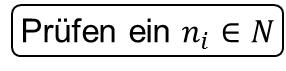 Prüfen ein 𝑛ᵢ ∈ 𝑁